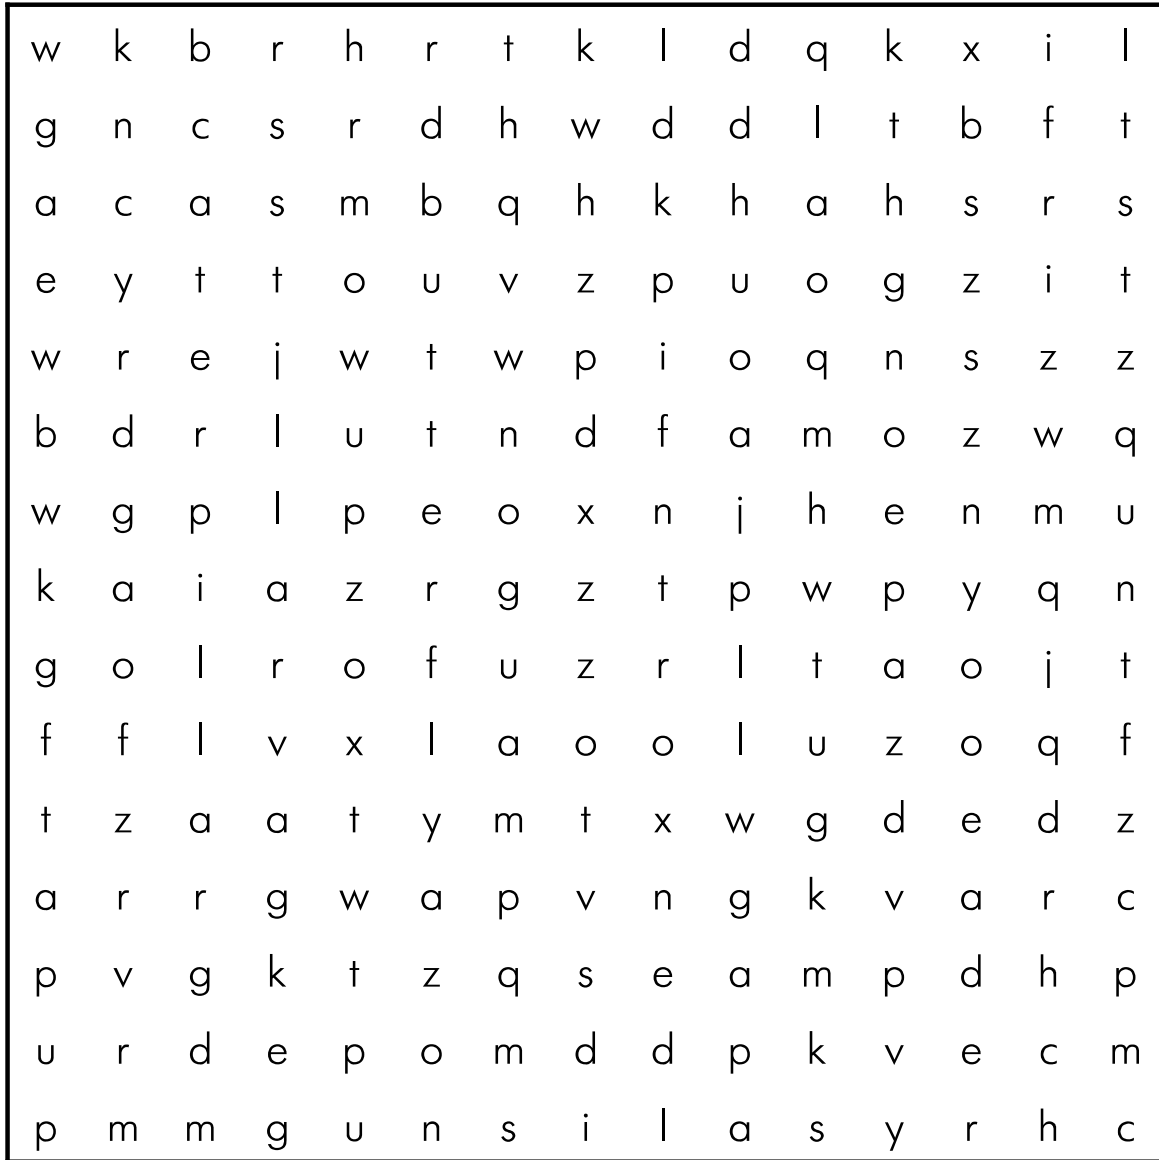 w k b r h r t k l d q k x i l
g n c s r d h w d d l t b f t
a c a s m b q h k h a h s r s
e y t t o u v z p u o g z i t
w r e j w t w p i o q n s z z
b d r l u t n d f a m o z w q
w g p l p e o x n j h e n m u
k a i a z r g z t p w p y q n
g o l r o f u z r l t a o j t
f f l v x l a o o l u z o q f
t z a a t y m t x w g d e d z
a r r g w a p v n g k v a r c
p v g k t z q s e a m p d h p
u r d e p o m d d p k v e c m
p m m g u n s i l a s y r h c